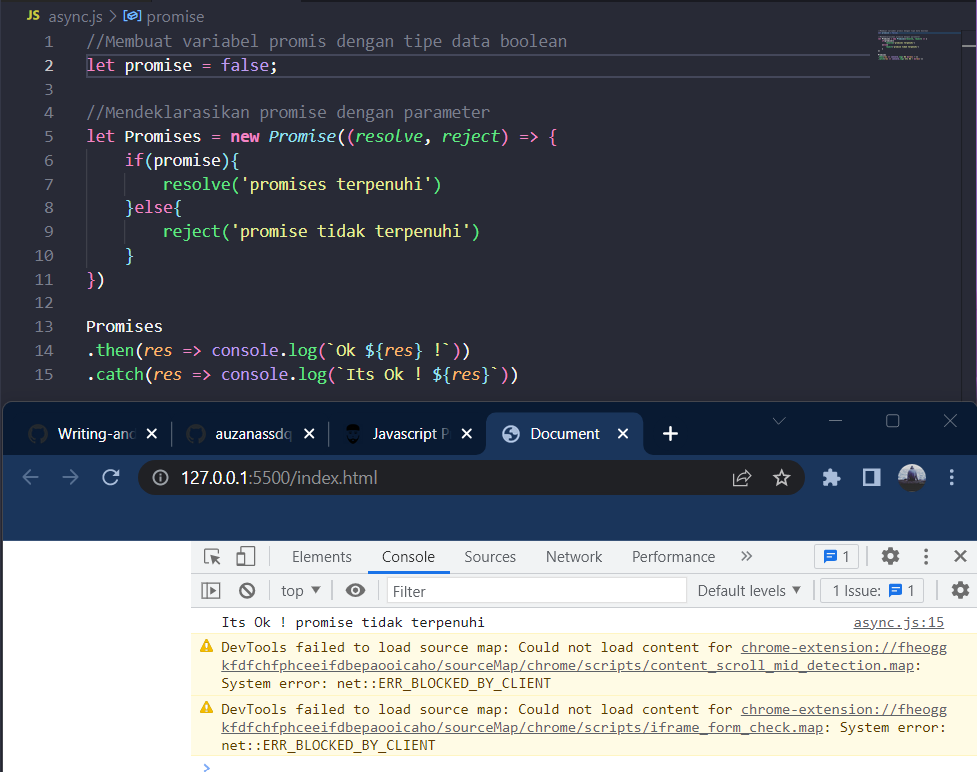 JS async.js > promise
1 //Membuat variabel promis dengan tipe data boolean
2 let promise = false;
3
4 //Mendeklarasikan promise dengan parameter
5 let Promises = new Promise((resolve, reject) => {
6 if(promise){
7 resolve('promises terpenuhi')
8 }else{
9 reject('promise tidak terpenuhi')
10 }
11 })
12
13 Promises
14 .then(res => console.log(`Ok ${res} !`))
15 .catch(res => console.log(`Its Ok ! ${res}`))
Writing-and auzanassdq Javascript P Document
127.0.0.1:5500/index.html
Elements Console Sources Network Performance 1
top Filter Default levels 1 Issue: 1
Its Ok ! promise tidak terpenuhi async.js:15
DevTools failed to load source map: Could not load content for chrome-extension://fheogg
kfdfchfphceeifdbepaooicaho/sourceMap/chrome/scripts/content_scroll_mid_detection.map:
System error: net::ERR_BLOCKED_BY_CLIENT
DevTools failed to load source map: Could not load content for chrome-extension://fheogg
kfdfchfphceeifdbepaooicaho/sourceMap/chrome/scripts/iframe_form_check.map: System error:
net::ERR_BLOCKED_BY_CLIENT